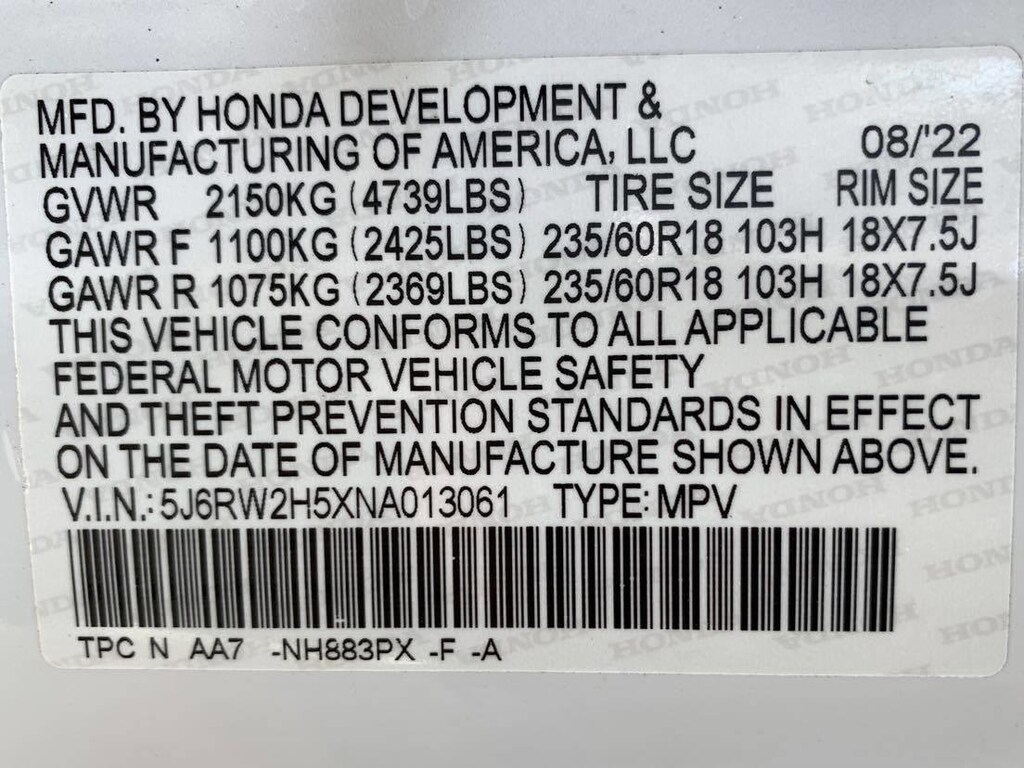 MFD. BY HONDA DEVELOPMENT &
MANUFACTURING OF AMERICA, LLC 08/'22
GVWR 2150KG (4739LBS) TIRE SIZE RIM SIZE
GAWR F 1100KG (2425LBS) 235/60R18 103H 18X7.5J
GAWR R 1075KG (2369LBS) 235/60R18 103H 18X7.5J
THIS VEHICLE CONFORMS TO ALL APPLICABLE
FEDERAL MOTOR VEHICLE SAFETY
AND THEFT PREVENTION STANDARDS IN EFFECT
ON THE DATE OF MANUFACTURE SHOWN ABOVE.
V.I.N.: 5J6RW2H5XNA013061 TYPE: MPV
TPC N AA7 -NH883PX -F -A